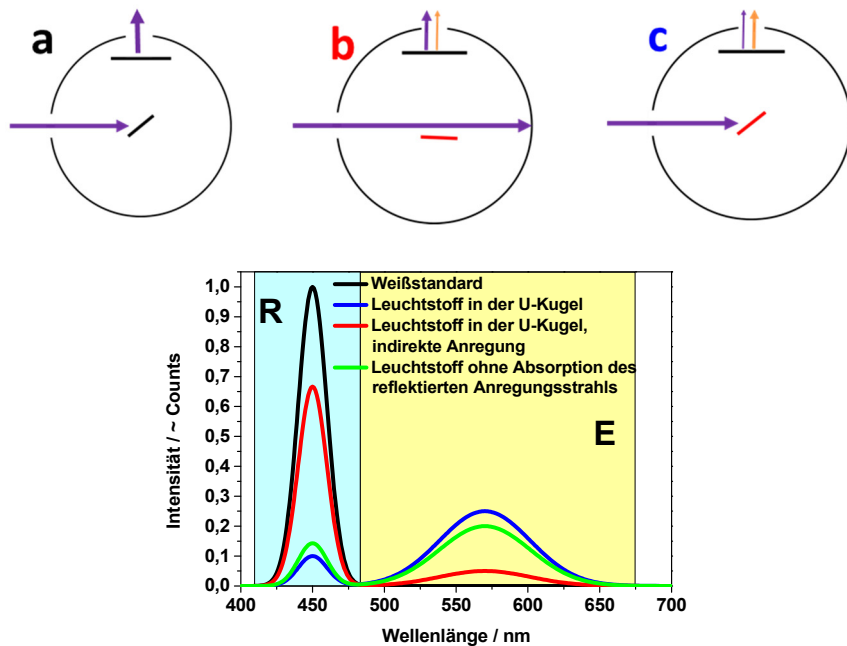 a
b
c
Weißstandard
Leuchtstoff in der U-Kugel
Leuchtstoff in der U-Kugel,
indirekte Anregung
Leuchtstoff ohne Absorption des
reflektierten Anregungsstrahls
R
E
1,0
0,9
0,8
0,7
0,6
0,5
0,4
0,3
0,2
0,1
0,0
Intensität / ~ Counts
400
450
500
550
600
650
700
Wellenlänge / nm